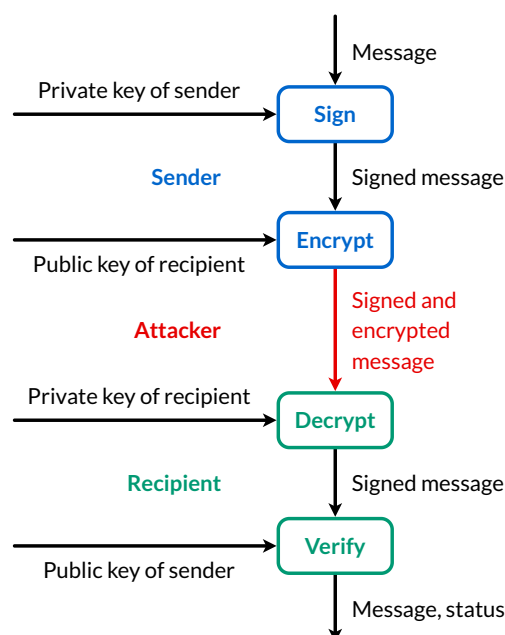 Message
Private key of sender
Sign
Sender
Signed message
Encrypt
Public key of recipient
Signed and
encrypted
message
Attacker
Private key of recipient
Decrypt
Recipient
Signed message
Verify
Public key of sender
Message, status